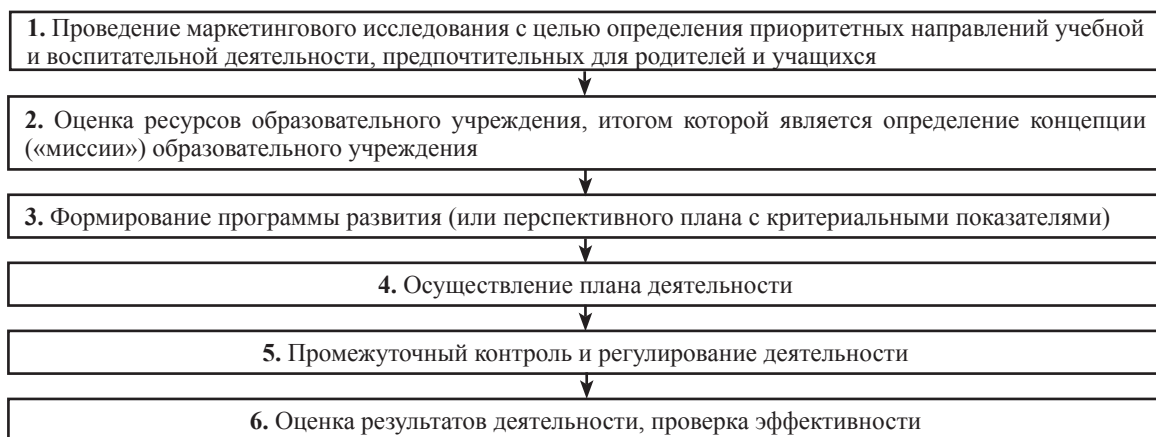 1. Проведение маркетингового исследования с целью определения приоритетных направлений учебной
и воспитательной деятельности, предпочтительных для родителей и учащихся
2. Оценка ресурсов образовательного учреждения, итогом которой является определение концепции
(«миссии») образовательного учреждения
3. Формирование программы развития (или перспективного плана с критериальными показателями)
4. Осуществление плана деятельности
5. Промежуточный контроль и регулирование деятельности
6. Оценка результатов деятельности, проверка эффективности